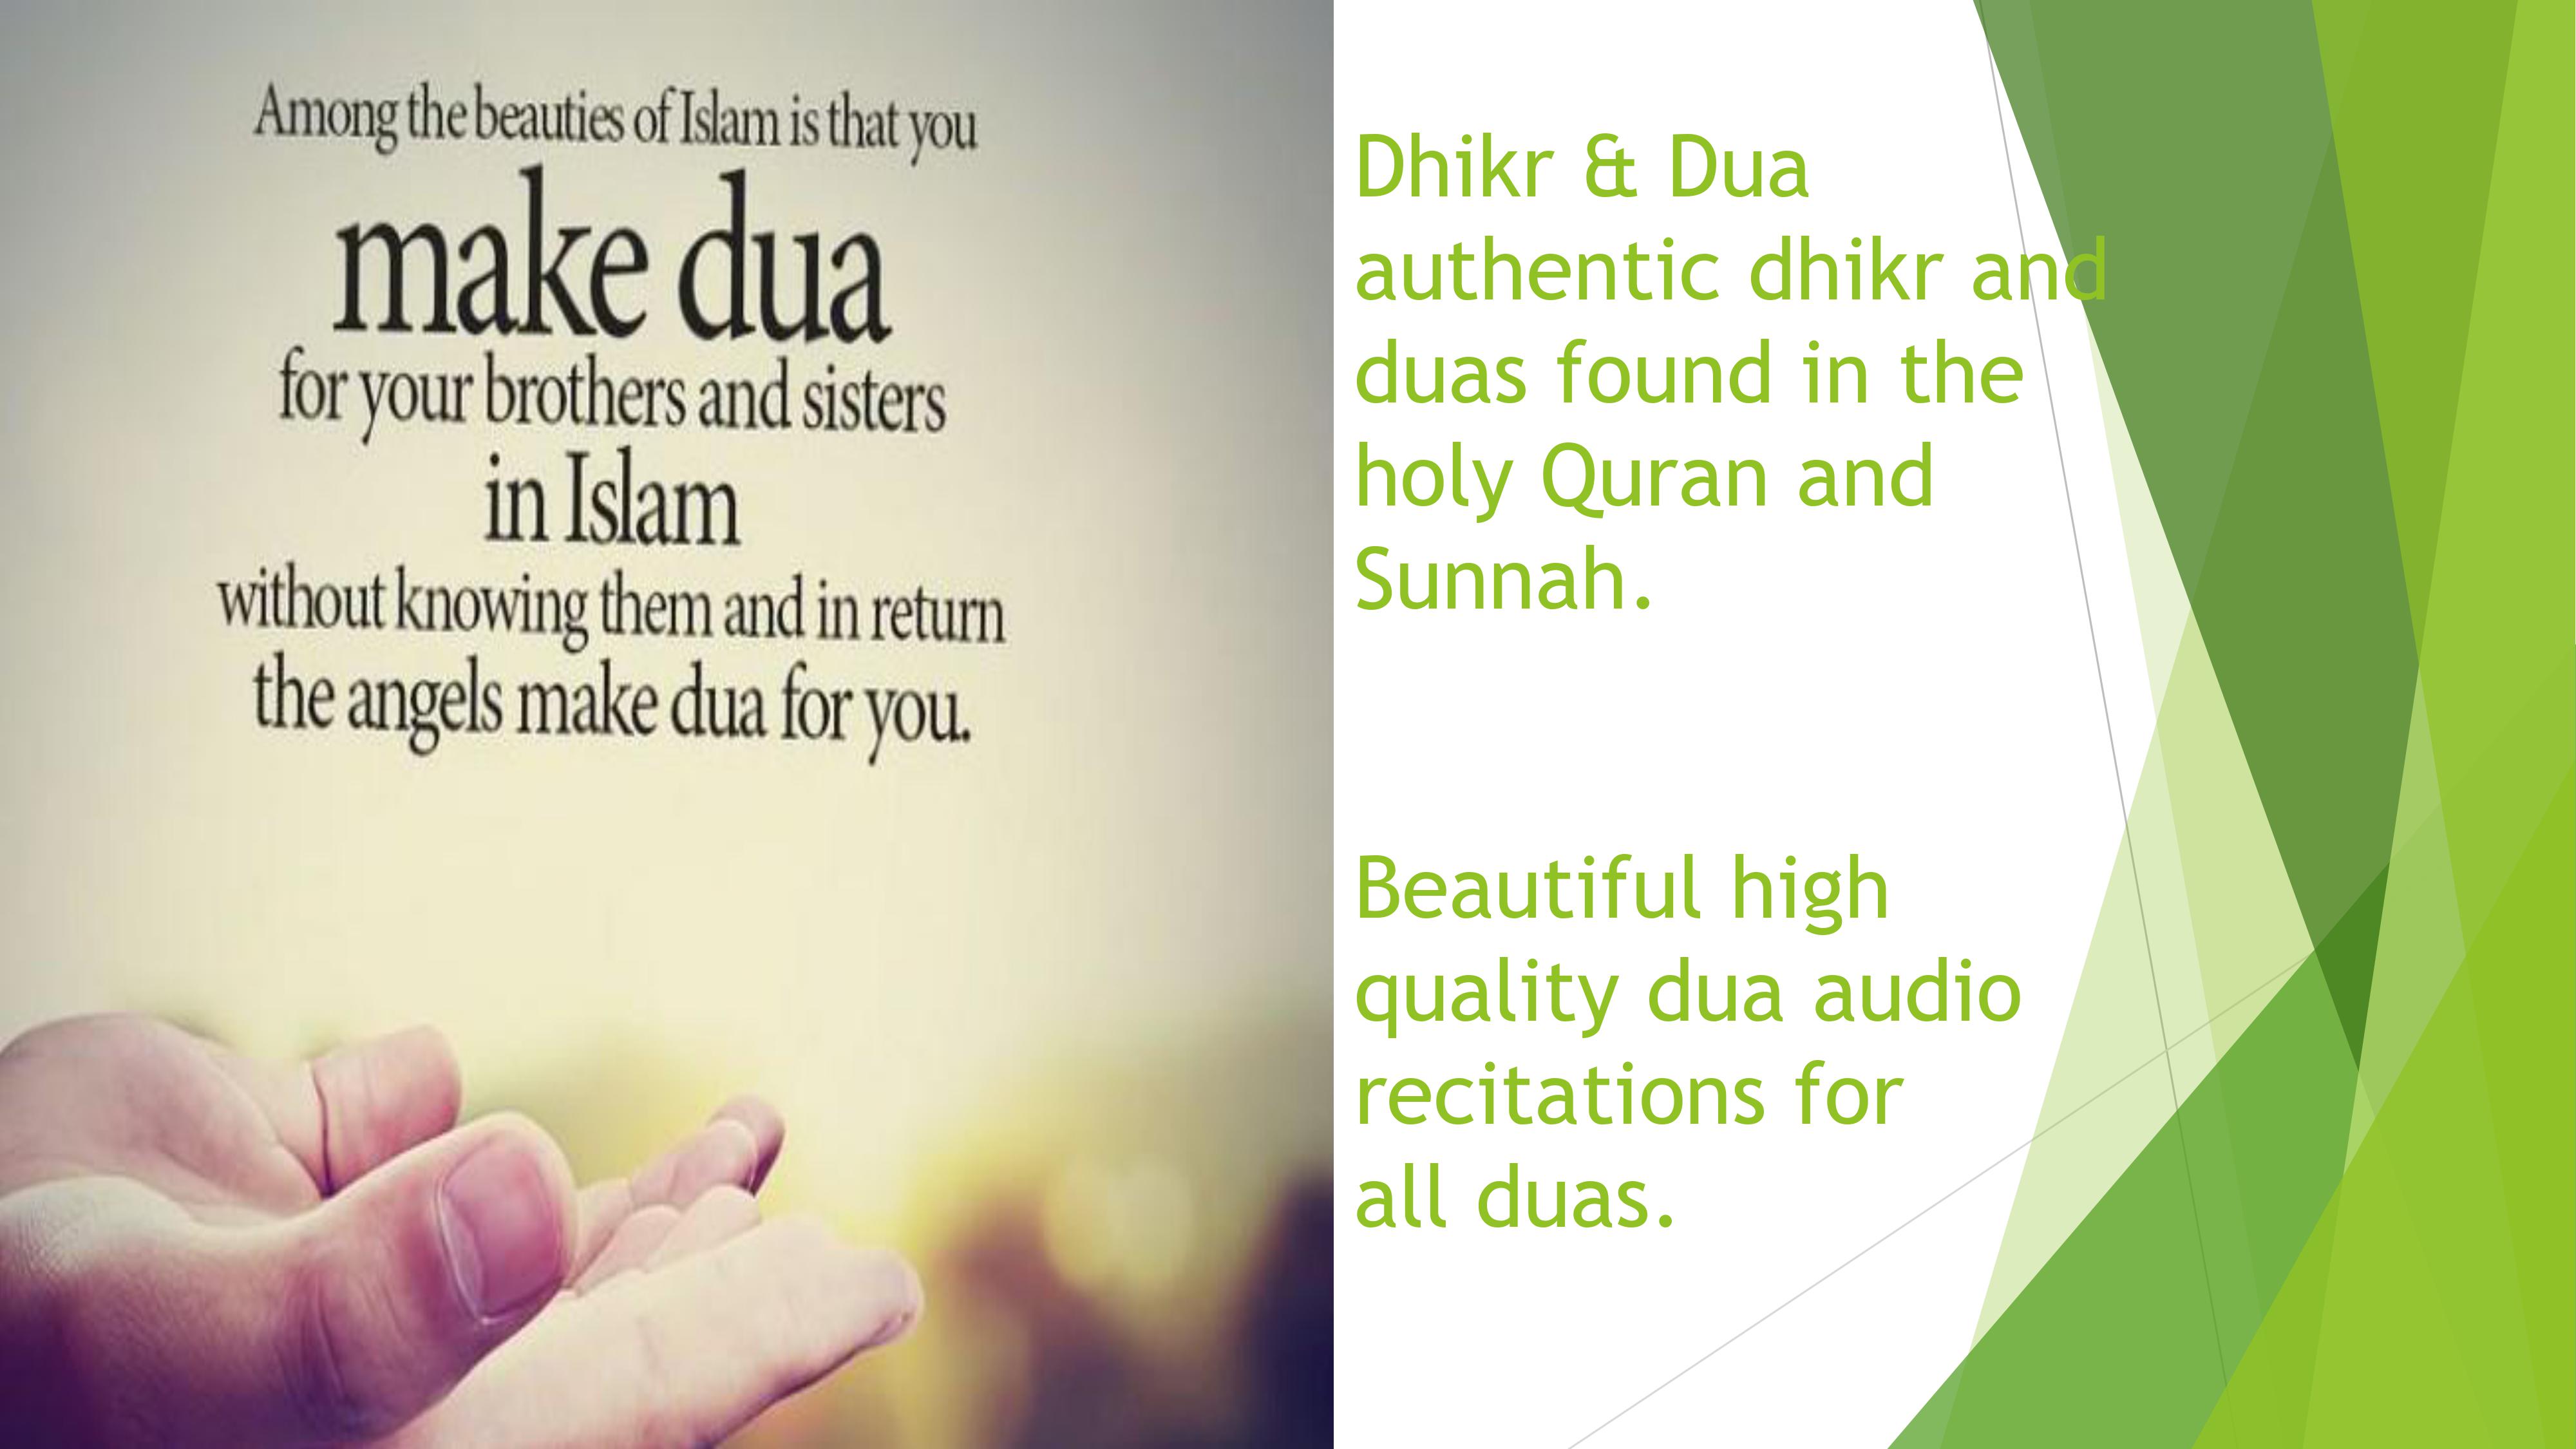 Among the beauties of Islam is that you
make dua
for your brothers and sisters
in Islam
without knowing them and in return
the angels make dua for you.
Dhikr & Dua
authentic dhikr and
duas found in the
holy Quran and
Sunnah.
Beautiful high
quality dua audio
recitations for
all duas.